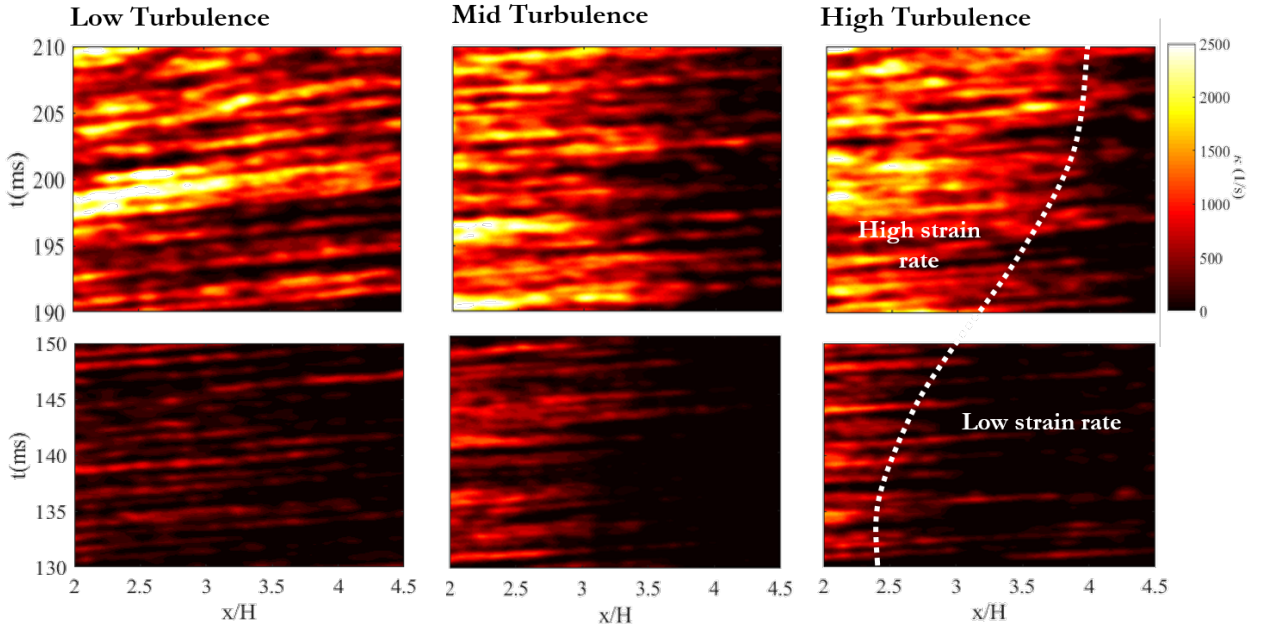 Low Turbulence
Mid Turbulence
High Turbulence
210
205
200
195
190
t(ms)
High strain
rate
2500
2000
1500
1000
500
0
κ (1/s)
150
145
140
135
130
t(ms)
Low strain rate
2 2.5 3 3.5 4 4.5
x/H
2 2.5 3 3.5 4 4.5
x/H
2 2.5 3 3.5 4 4.5
x/H